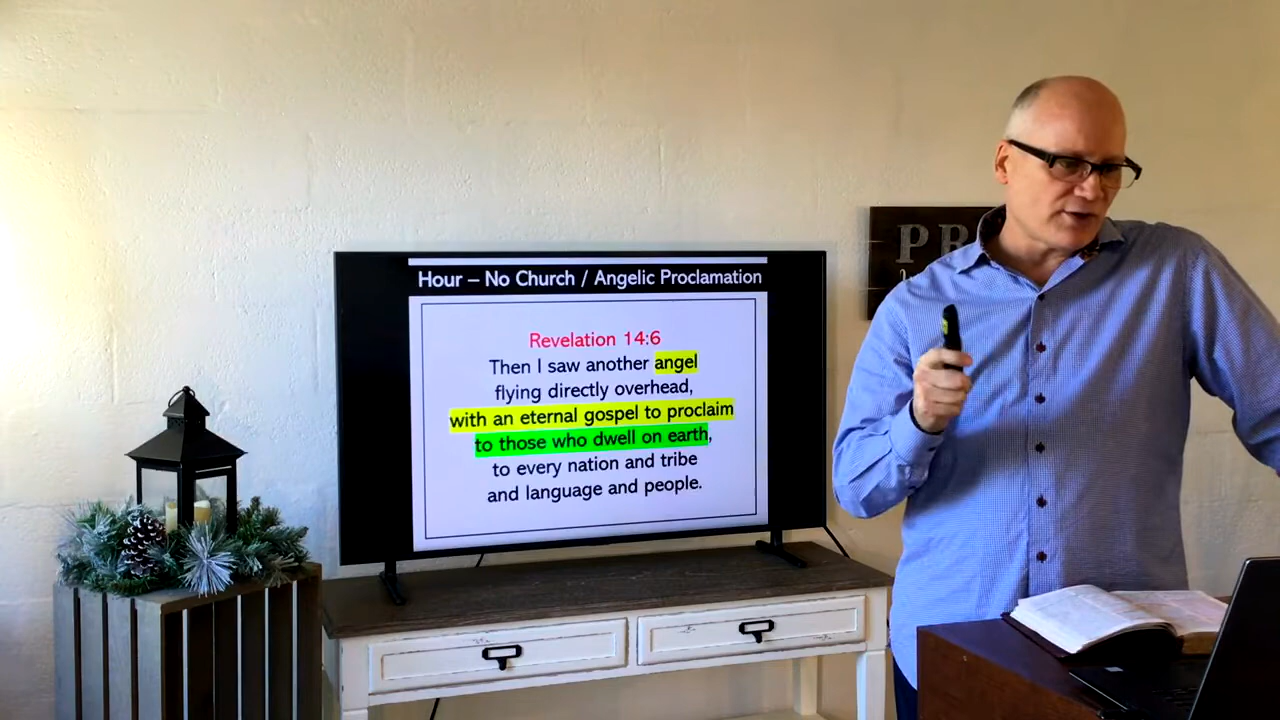 Hour – No Church / Angelic Proclamation
Revelation 14:6
Then I saw another angel
flying directly overhead,
with an eternal gospel to proclaim
to those who dwell on earth,
to every nation and tribe
and language and people.